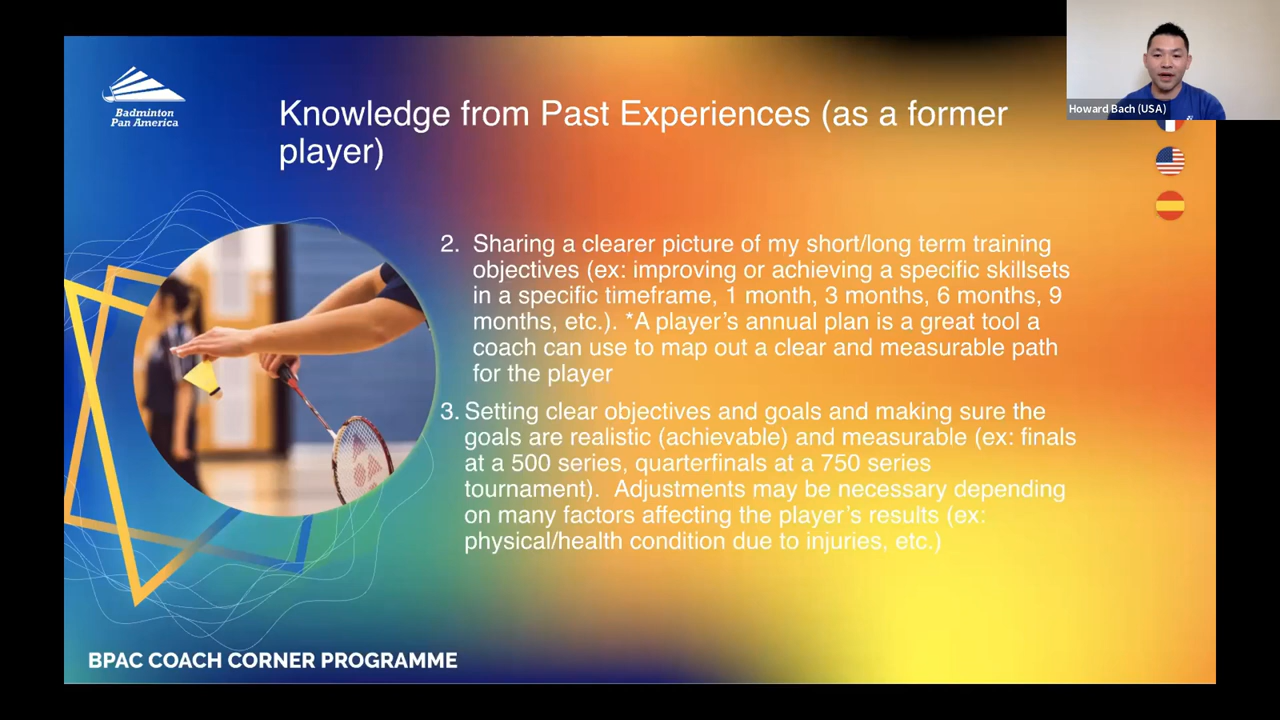 Howard Bach (USA)
Badminton
Pan America
Knowledge from Past Experiences (as a former
player)
2. Sharing a clearer picture of my short/long term training
objectives (ex: improving or achieving a specific skillsets
in a specific timeframe, 1 month, 3 months, 6 months, 9
months, etc.). *A player's annual plan is a great tool a
coach can use to map out a clear and measurable path
for the player
3. Setting clear objectives and goals and making sure the
goals are realistic (achievable) and measurable (ex: finals
at a 500 series, quarterfinals at a 750 series
tournament).  Adjustments may be necessary depending
on many factors affecting the player's results (ex:
physical/health condition due to injuries, etc.)
BPAC COACH CORNER PROGRAMME